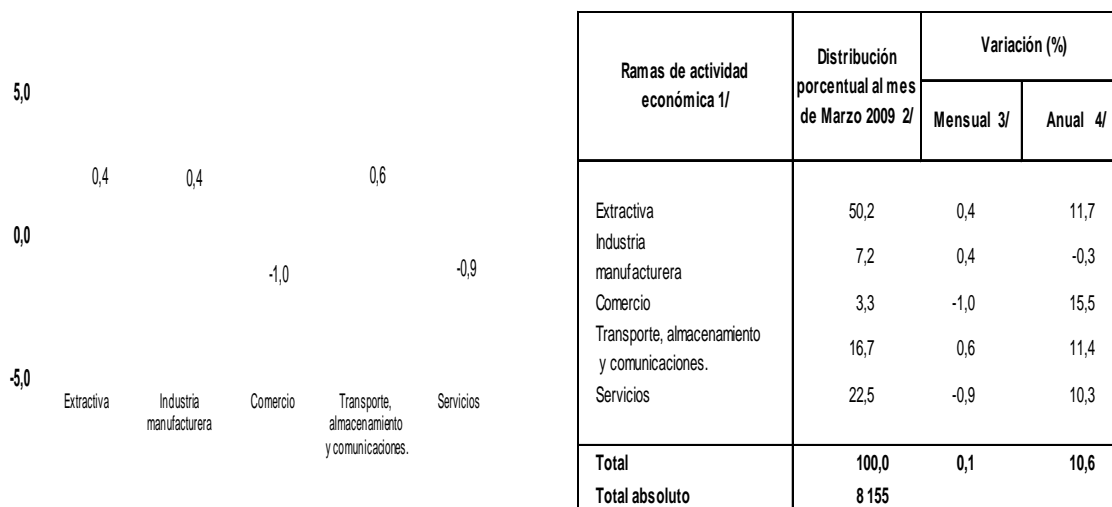 5,0
0,4 0,4 0,6
0,0
-1,0 -0,9
-5,0
Extractiva Industria Comercio Transporte, Servicios
manufacturera almacenamiento
y comunicaciones.
Ramas de actividad
económica 1/
Distribución
porcentual al mes
de Marzo 2009 2/
Variación (%)
Mensual 3/ Anual 4/
Extractiva 50,2 0,4 11,7
Industria
manufacturera 7,2 0,4 -0,3
Comercio 3,3 -1,0 15,5
Transporte, almacenamiento
y comunicaciones. 16,7 0,6 11,4
Servicios 22,5 -0,9 10,3
Total 100,0 0,1 10,6
Total absoluto 8 155